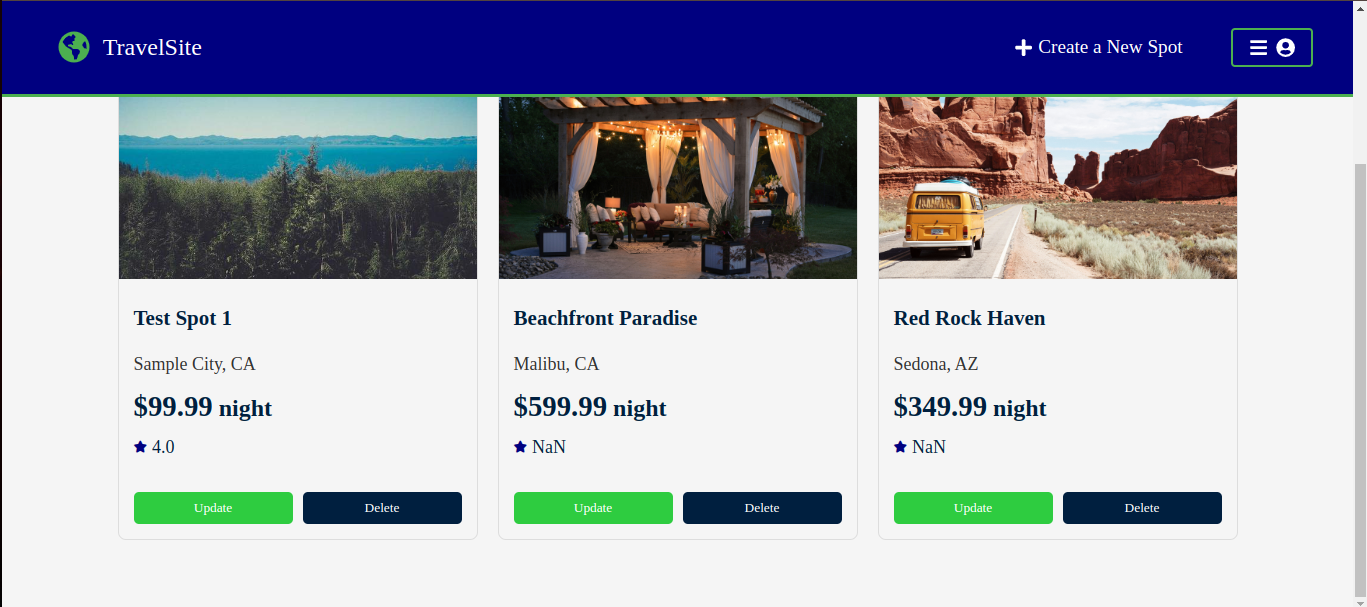 TravelSite
Create a New Spot
Test Spot 1
Sample City, CA
$99.99 night
4.0
Update Delete
Beachfront Paradise
Malibu, CA
$599.99 night
NaN
Update Delete
Red Rock Haven
Sedona, AZ
$349.99 night
NaN
Update Delete